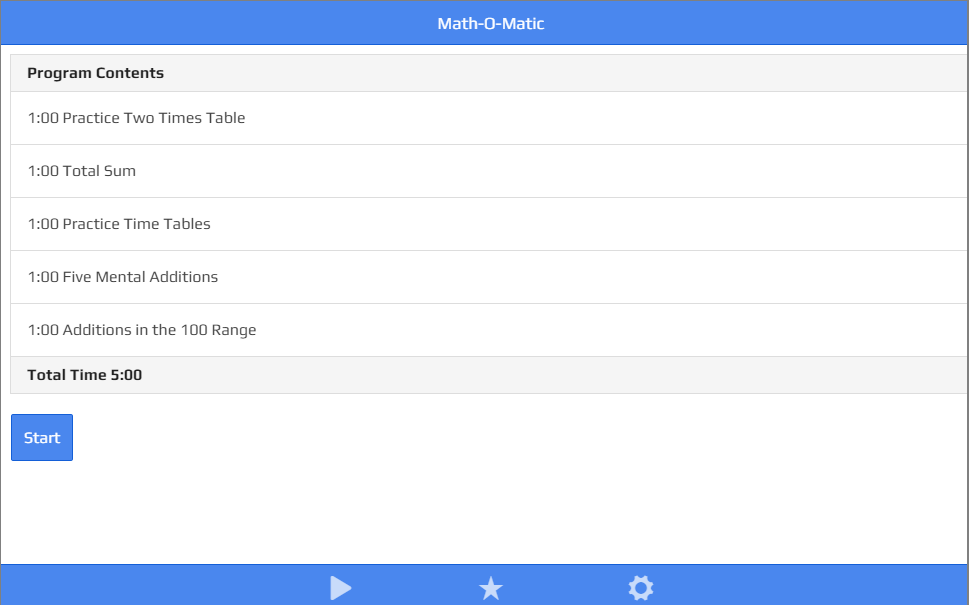 Math-O-Matic
Program Contents
1:00 Practice Two Times Table
1:00 Total Sum
1:00 Practice Time Tables
1:00 Five Mental Additions
1:00 Additions in the 100 Range
Total Time 5:00
Start